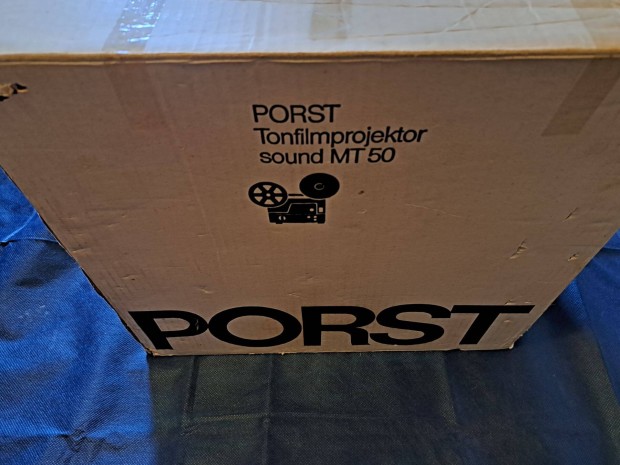 PORST
Tonfilmprojektor
sound MT 50
PORST